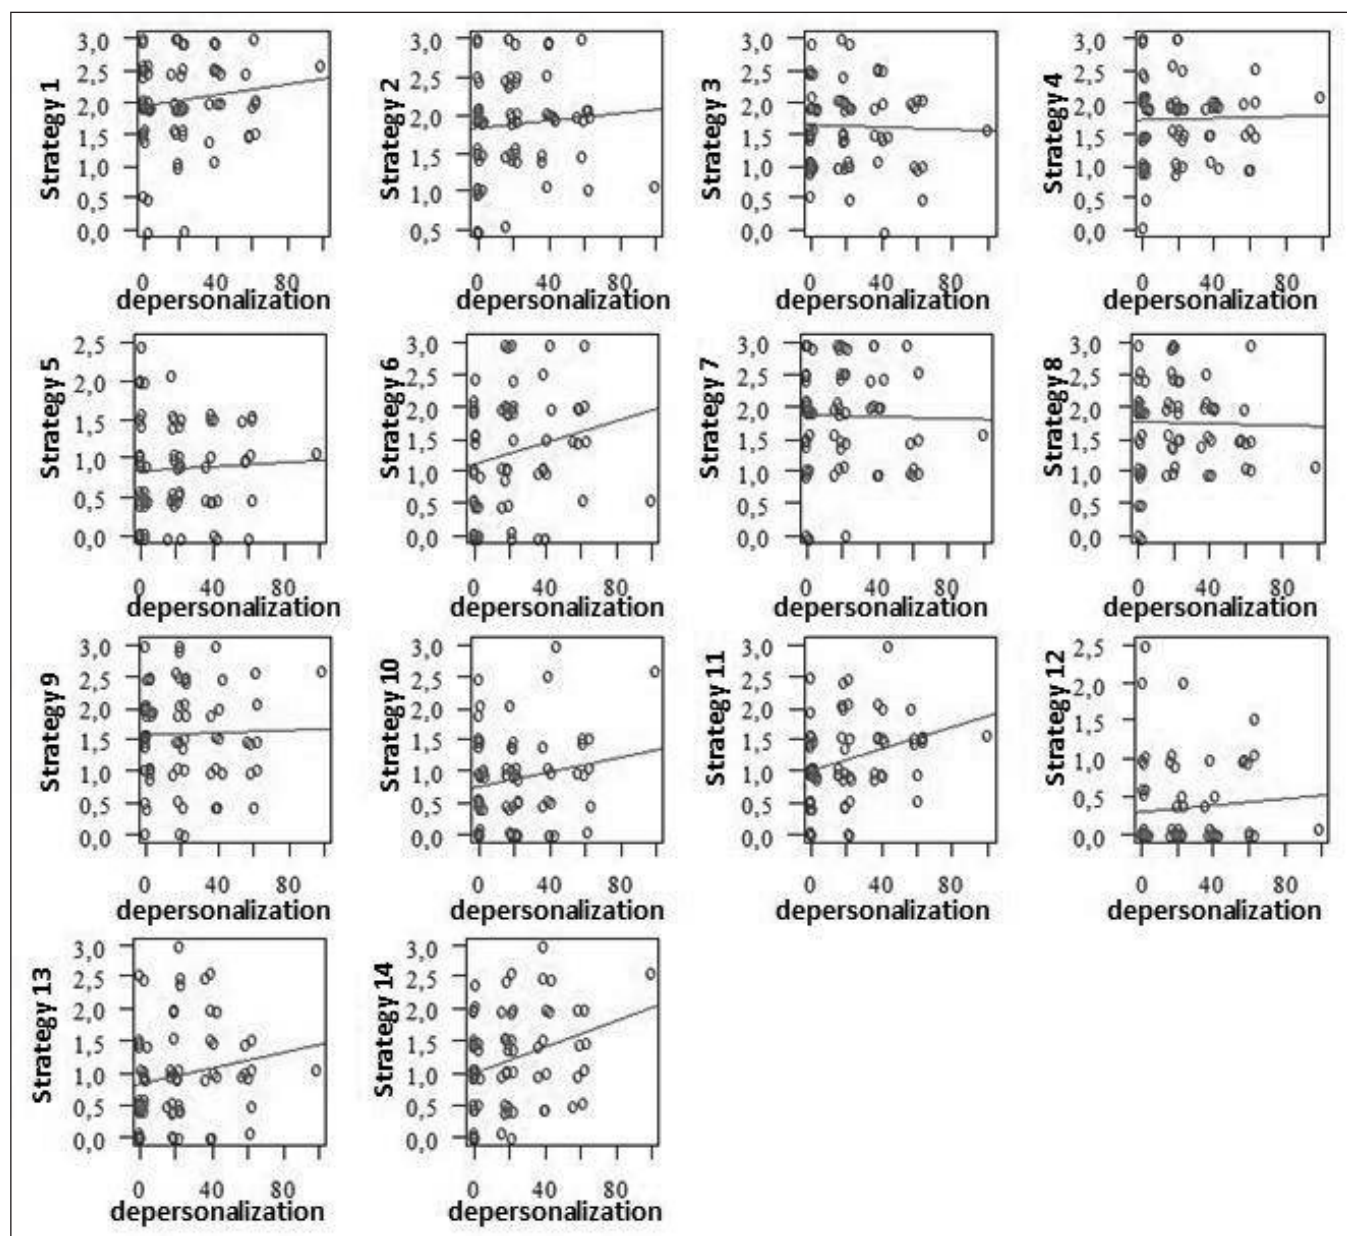 Strategy 1
3,0
2,5
2,0
1,5
1,0
0,5
0,0
0 40 80
depersonalization
Strategy 2
3,0
2,5
2,0
1,5
1,0
0,5
0 40 80
depersonalization
Strategy 3
3,0
2,5
2,0
1,5
1,0
0,5
0,0
0 40 80
depersonalization
Strategy 4
3,0
2,5
2,0
1,5
1,0
0,5
0,0
0 40 80
depersonalization
Strategy 5
2,5
2,0
1,5
1,0
0,5
0,0
0 40 80
depersonalization
Strategy 6
3,0
2,5
2,0
1,5
1,0
0,5
0,0
0 40 80
depersonalization
Strategy 7
3,0
2,5
2,0
1,5
1,0
0,5
0,0
0 40 80
depersonalization
Strategy 8
3,0
2,5
2,0
1,5
1,0
0,5
0,0
0 40 80
depersonalization
Strategy 9
3,0
2,5
2,0
1,5
1,0
0,5
0,0
0 40 80
depersonalization
Strategy 10
3,0
2,5
2,0
1,5
1,0
0,5
0,0
0 40 80
depersonalization
Strategy 11
3,0
2,5
2,0
1,5
1,0
0,5
0,0
0 40 80
depersonalization
Strategy 12
2,5
2,0
1,5
1,0
0,5
0,0
0 40 80
depersonalization
Strategy 13
3,0
2,5
2,0
1,5
1,0
0,5
0,0
0 40 80
depersonalization
Strategy 14
3,0
2,5
2,0
1,5
1,0
0,5
0,0
0 40 80
depersonalization